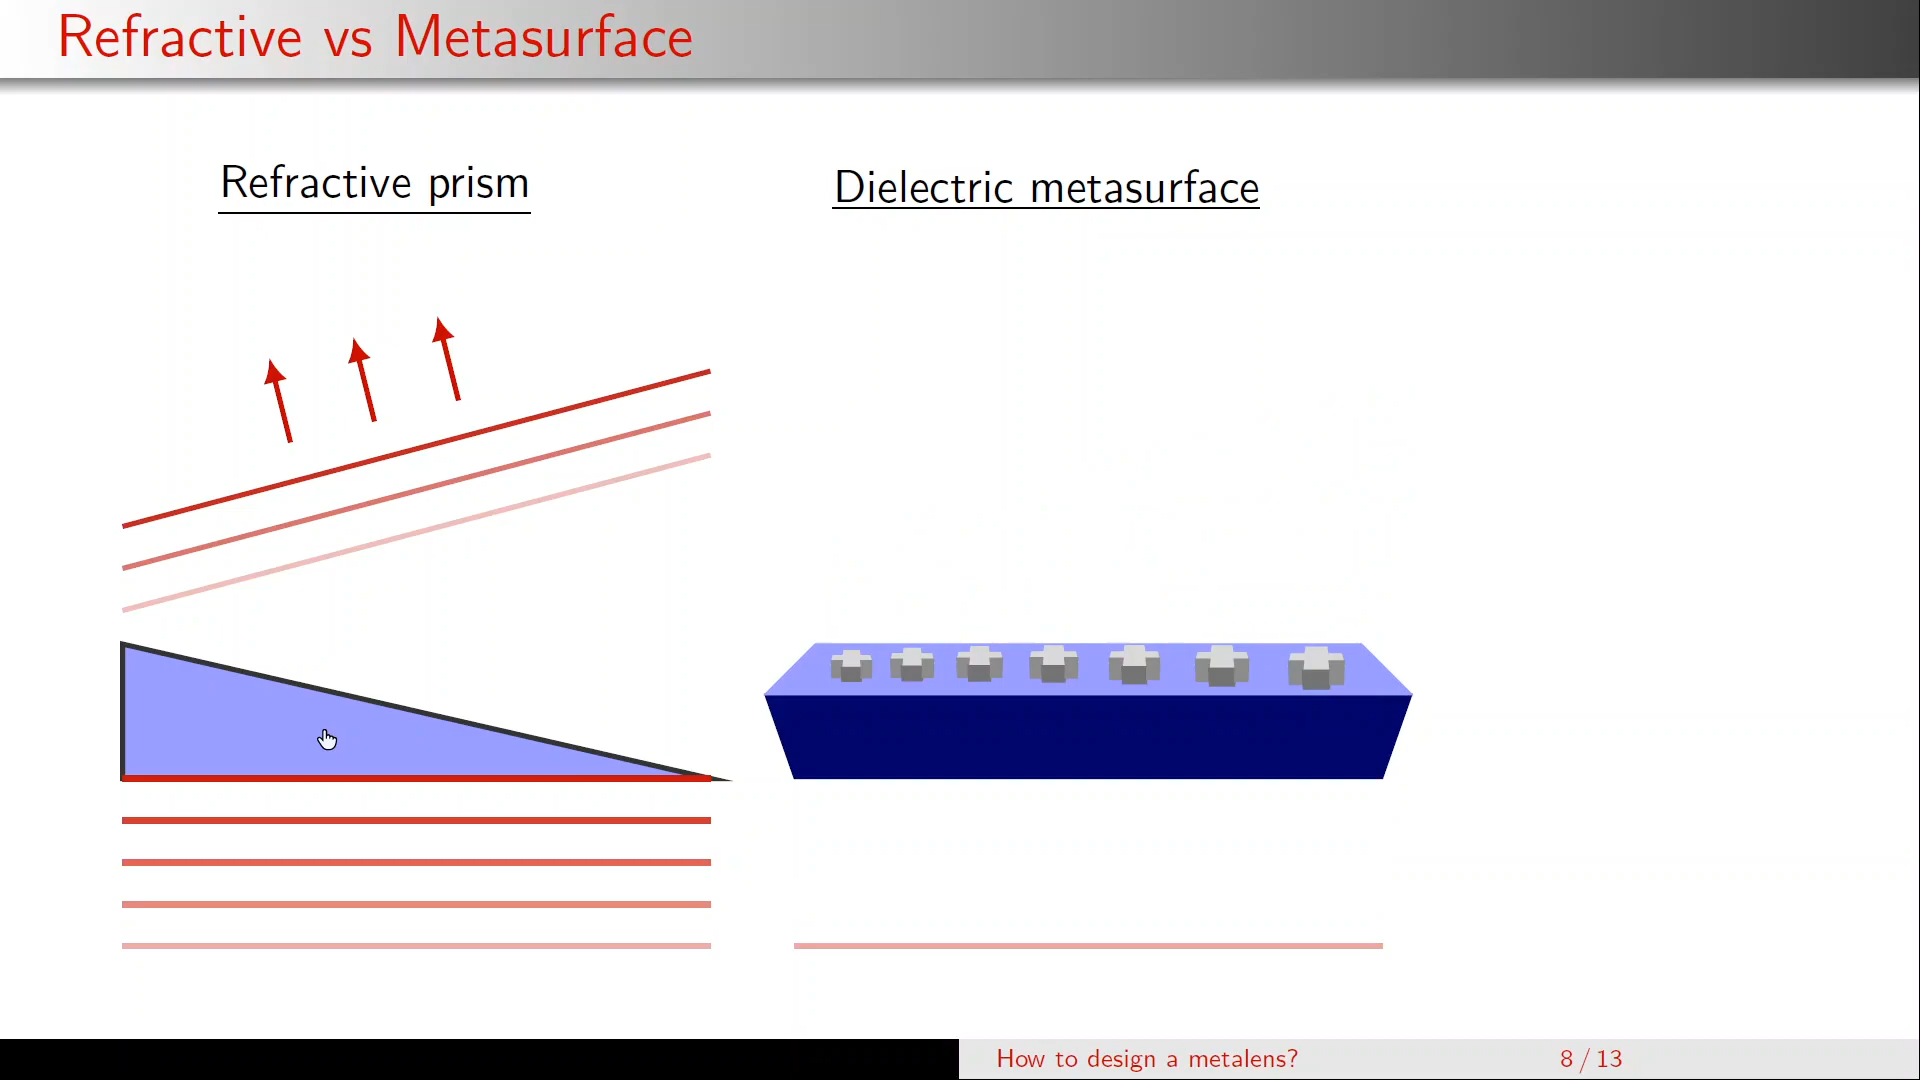 Refractive vs Metasurface
Refractive prism
Dielectric metasurface
How to design a metalens?
8 / 13